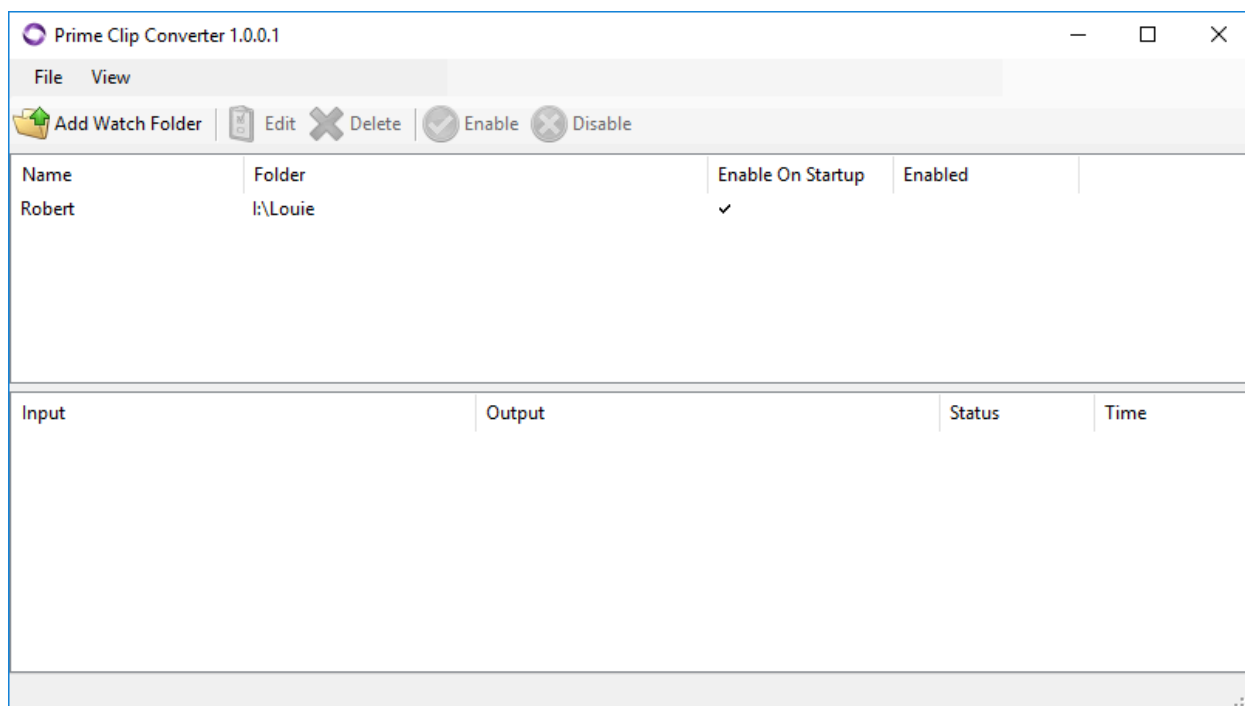 Prime Clip Converter 1.0.0.1
File View
Add Watch Folder Edit Delete Enable Disable
Name Folder Enable On Startup Enabled
Robert I:\Louie
Input Output Status Time